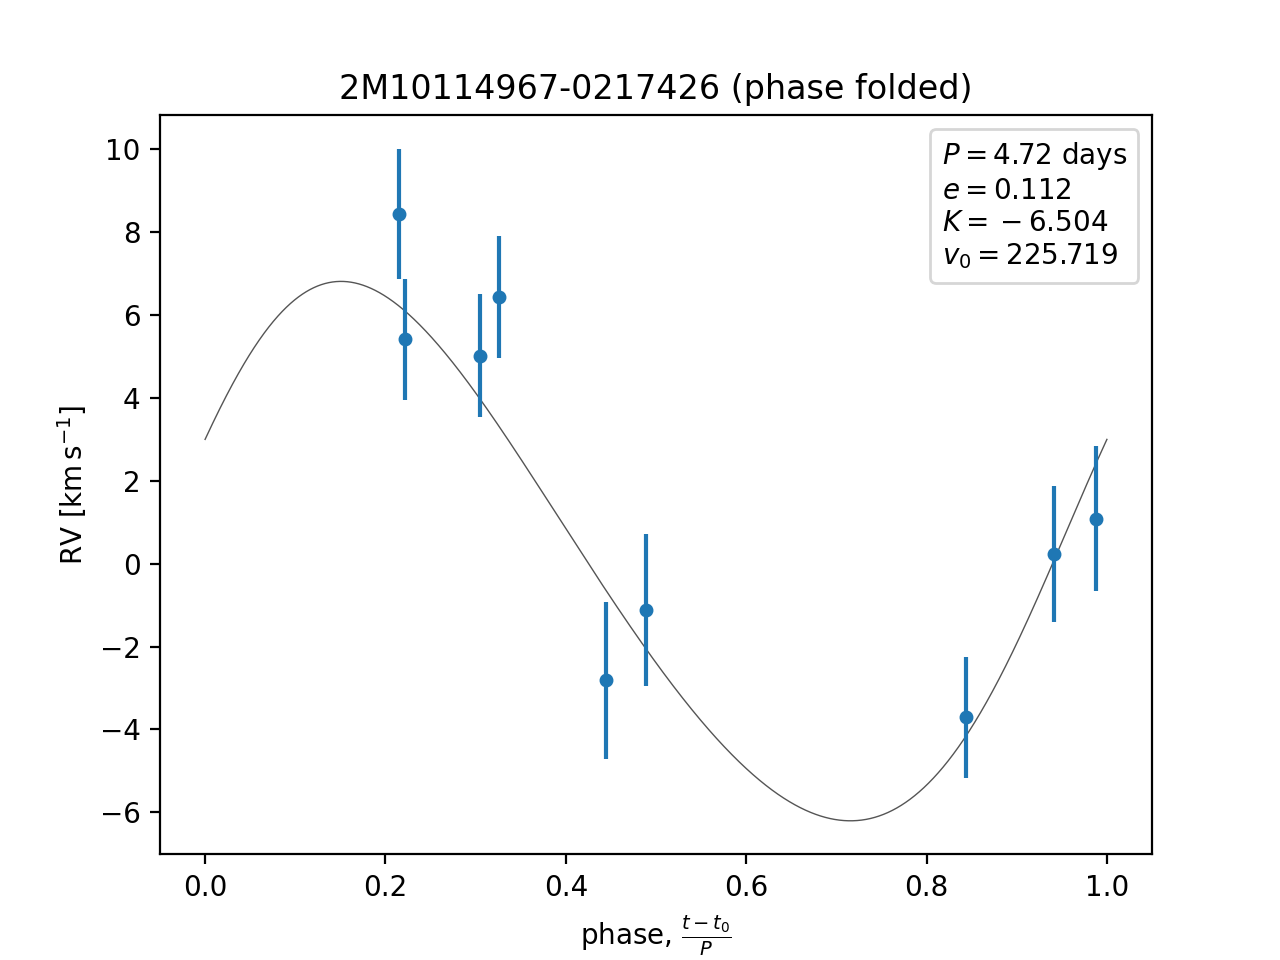 2M10114967-0217426 (phase folded)
P = 4.72 days
e = 0.112
K = −6.504
v₀ = 225.719
RV [km s⁻¹]
10
8
6
4
2
0
−2
−4
−6
0.0 0.2 0.4 0.6 0.8 1.0
phase, (t − t₀)/P